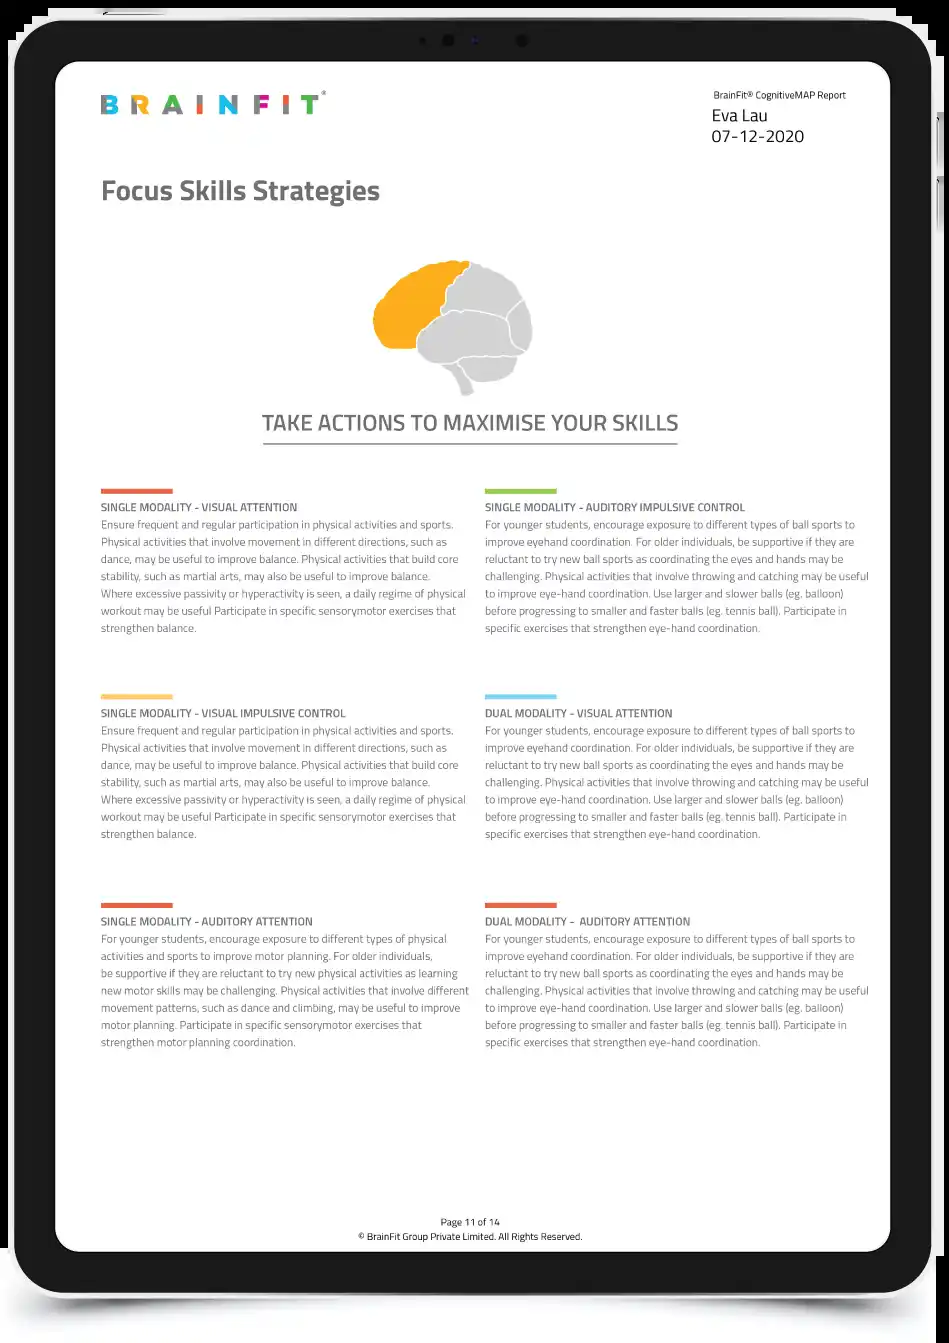 BRAINFIT®
BrainFit® CognitiveMAP Report
Eva Lau
07-12-2020
Focus Skills Strategies
TAKE ACTIONS TO MAXIMISE YOUR SKILLS
SINGLE MODALITY - VISUAL ATTENTION
Ensure frequent and regular participation in physical activities and sports.
Physical activities that involve movement in different directions, such as
dance, may be useful to improve balance. Physical activities that build core
stability, such as martial arts, may also be useful to improve balance.
Where excessive passivity or hyperactivity is seen, a daily regime of physical
workout may be useful Participate in specific sensorymotor exercises that
strengthen balance.
SINGLE MODALITY - AUDITORY IMPULSIVE CONTROL
For younger students, encourage exposure to different types of ball sports to
improve eyehand coordination. For older individuals, be supportive if they are
reluctant to try new ball sports as coordinating the eyes and hands may be
challenging. Physical activities that involve throwing and catching may be useful
to improve eye-hand coordination. Use larger and slower balls (eg. balloon)
before progressing to smaller and faster balls (eg. tennis ball). Participate in
specific exercises that strengthen eye-hand coordination.
SINGLE MODALITY - VISUAL IMPULSIVE CONTROL
Ensure frequent and regular participation in physical activities and sports.
Physical activities that involve movement in different directions, such as
dance, may be useful to improve balance. Physical activities that build core
stability, such as martial arts, may also be useful to improve balance.
Where excessive passivity or hyperactivity is seen, a daily regime of physical
workout may be useful Participate in specific sensorymotor exercises that
strengthen balance.
DUAL MODALITY - VISUAL ATTENTION
For younger students, encourage exposure to different types of ball sports to
improve eyehand coordination. For older individuals, be supportive if they are
reluctant to try new ball sports as coordinating the eyes and hands may be
challenging. Physical activities that involve throwing and catching may be useful
to improve eye-hand coordination. Use larger and slower balls (eg. balloon)
before progressing to smaller and faster balls (eg. tennis ball). Participate in
specific exercises that strengthen eye-hand coordination.
SINGLE MODALITY - AUDITORY ATTENTION
For younger students, encourage exposure to different types of physical
activities and sports to improve motor planning. For older individuals,
be supportive if they are reluctant to try new physical activities as learning
new motor skills may be challenging. Physical activities that involve different
movement patterns, such as dance and climbing, may be useful to improve
motor planning. Participate in specific sensorymotor exercises that
strengthen motor planning coordination.
DUAL MODALITY - AUDITORY ATTENTION
For younger students, encourage exposure to different types of ball sports to
improve eyehand coordination. For older individuals, be supportive if they are
reluctant to try new ball sports as coordinating the eyes and hands may be
challenging. Physical activities that involve throwing and catching may be useful
to improve eye-hand coordination. Use larger and slower balls (eg. balloon)
before progressing to smaller and faster balls (eg. tennis ball). Participate in
specific exercises that strengthen eye-hand coordination.
Page 11 of 14
© BrainFit Group Private Limited. All Rights Reserved.